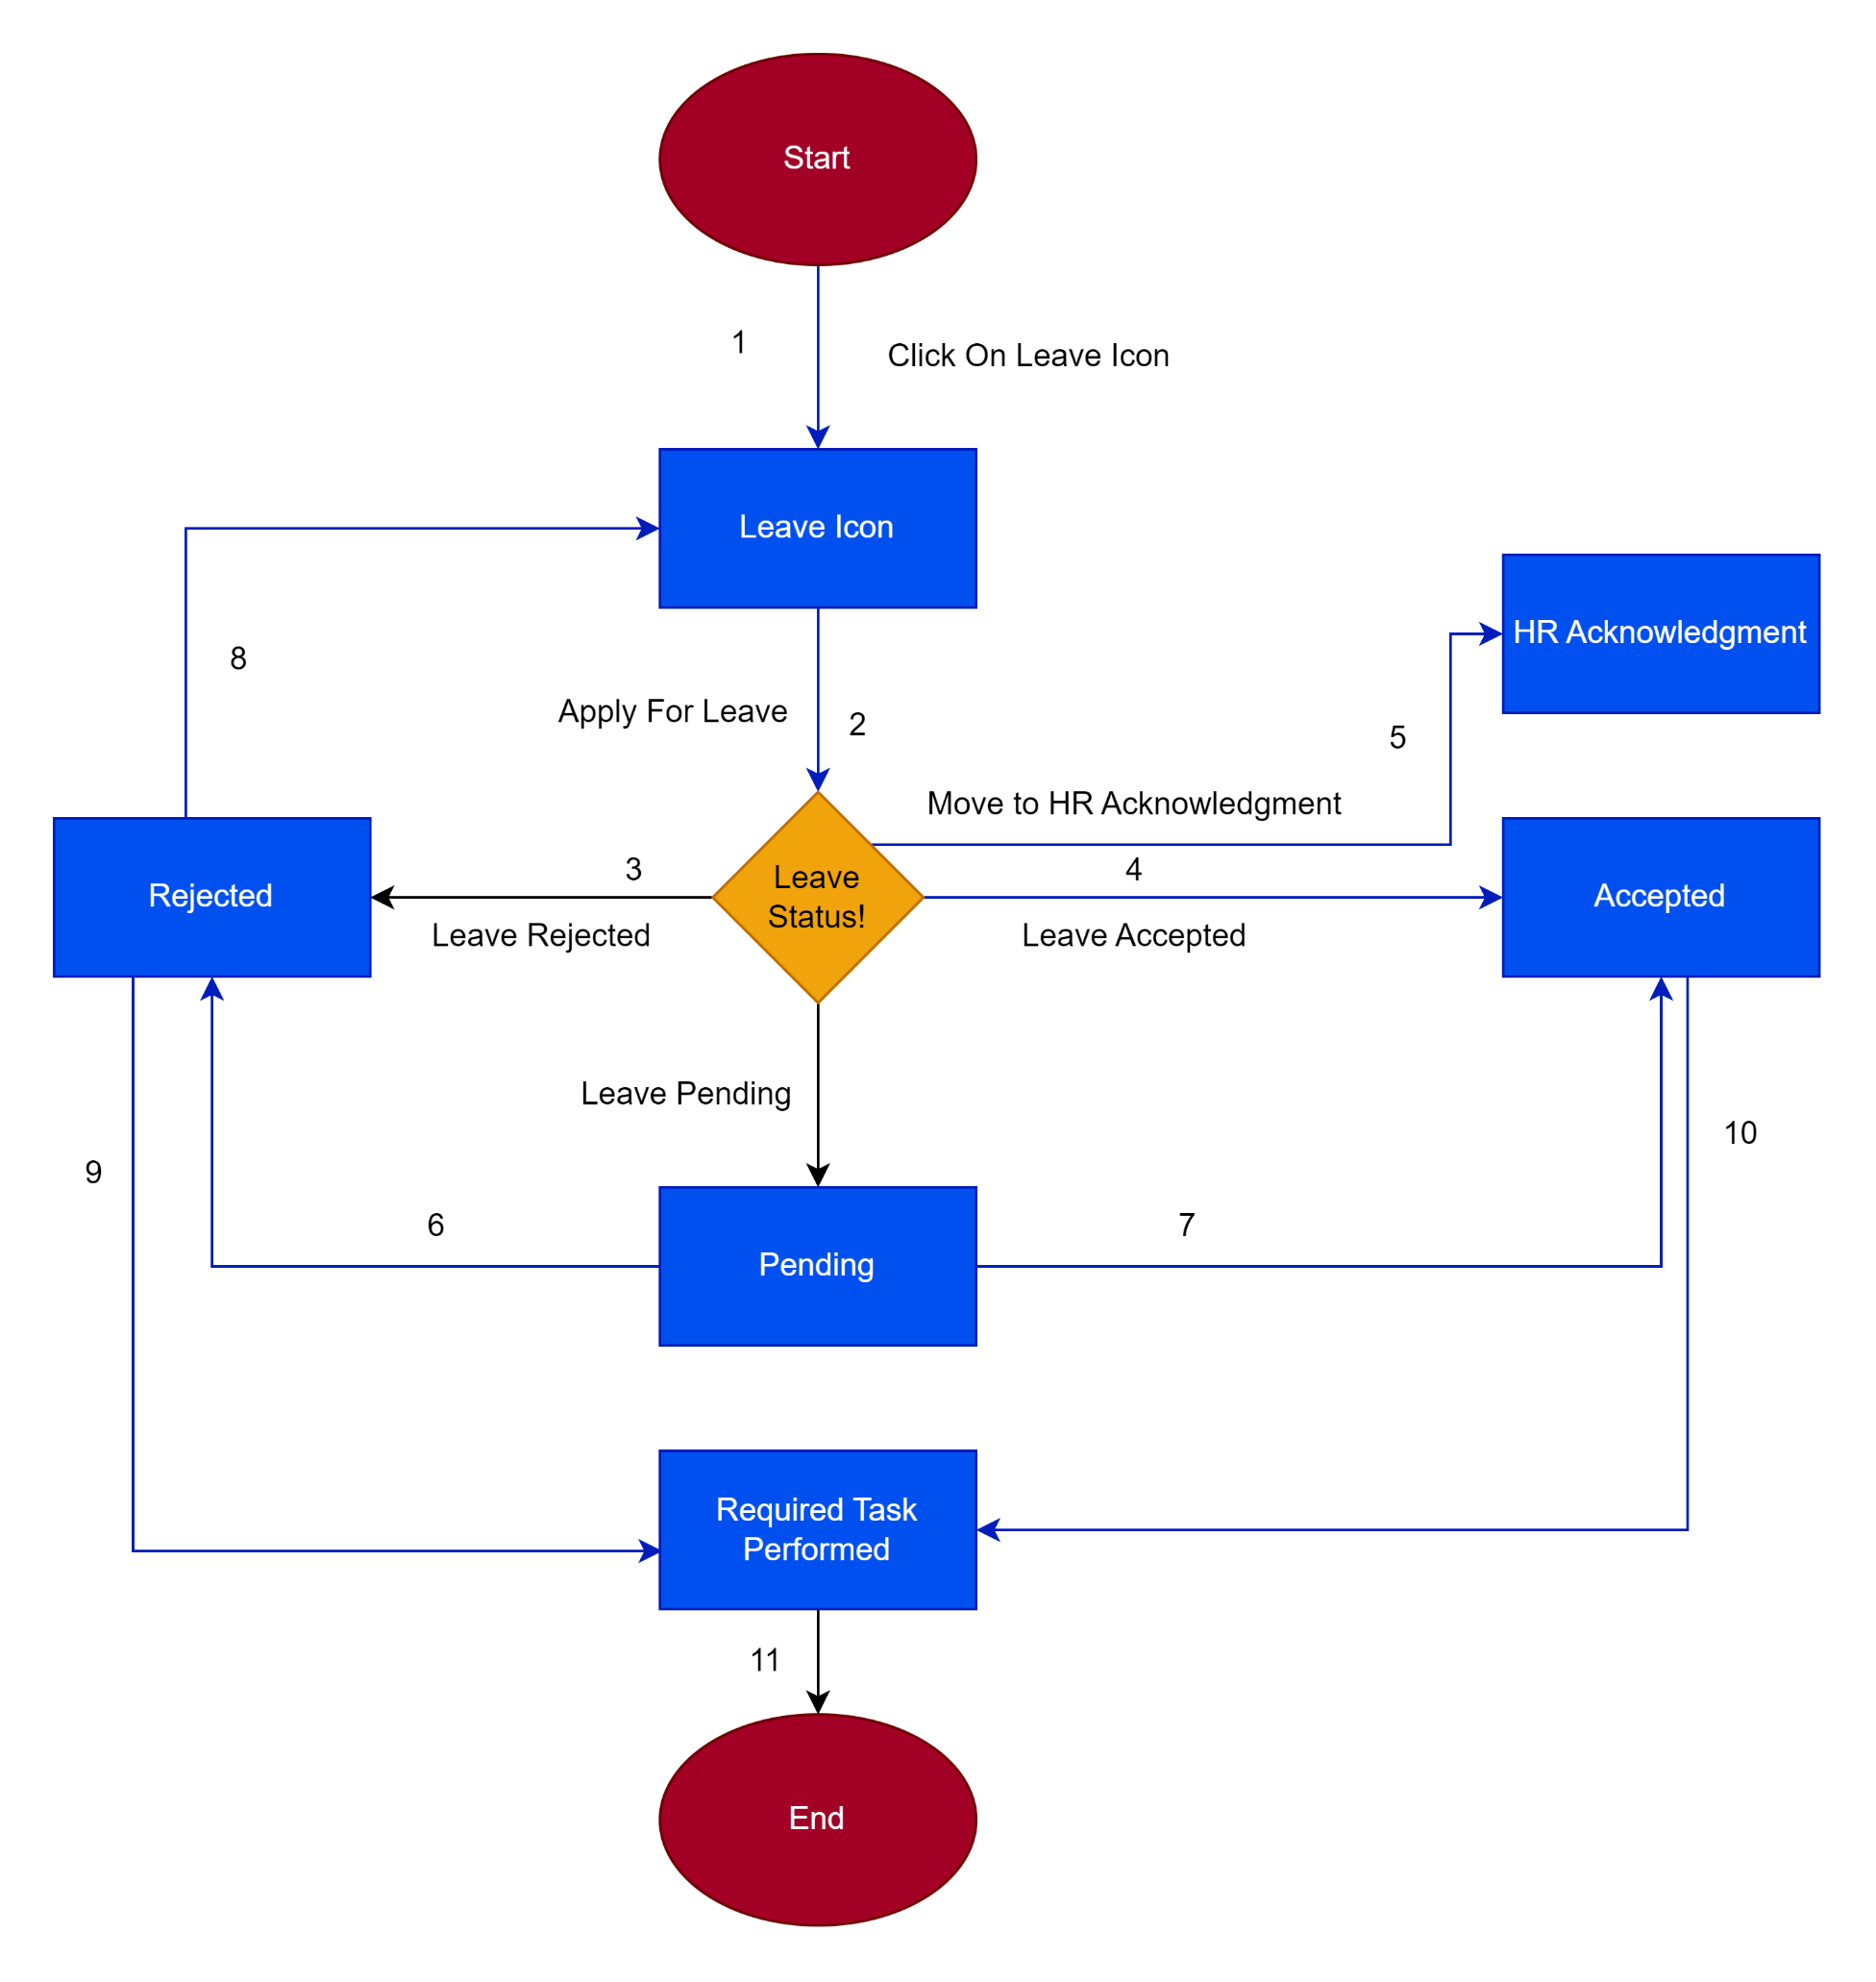 Start
1
Click On Leave Icon
Leave Icon
HR Acknowledgment
8
Apply For Leave
2
5
Move to HR Acknowledgment
Rejected
3
Leave
Status!
4
Accepted
Leave Rejected
Leave Accepted
Leave Pending
10
9
6
7
Pending
Required Task
Performed
11
End